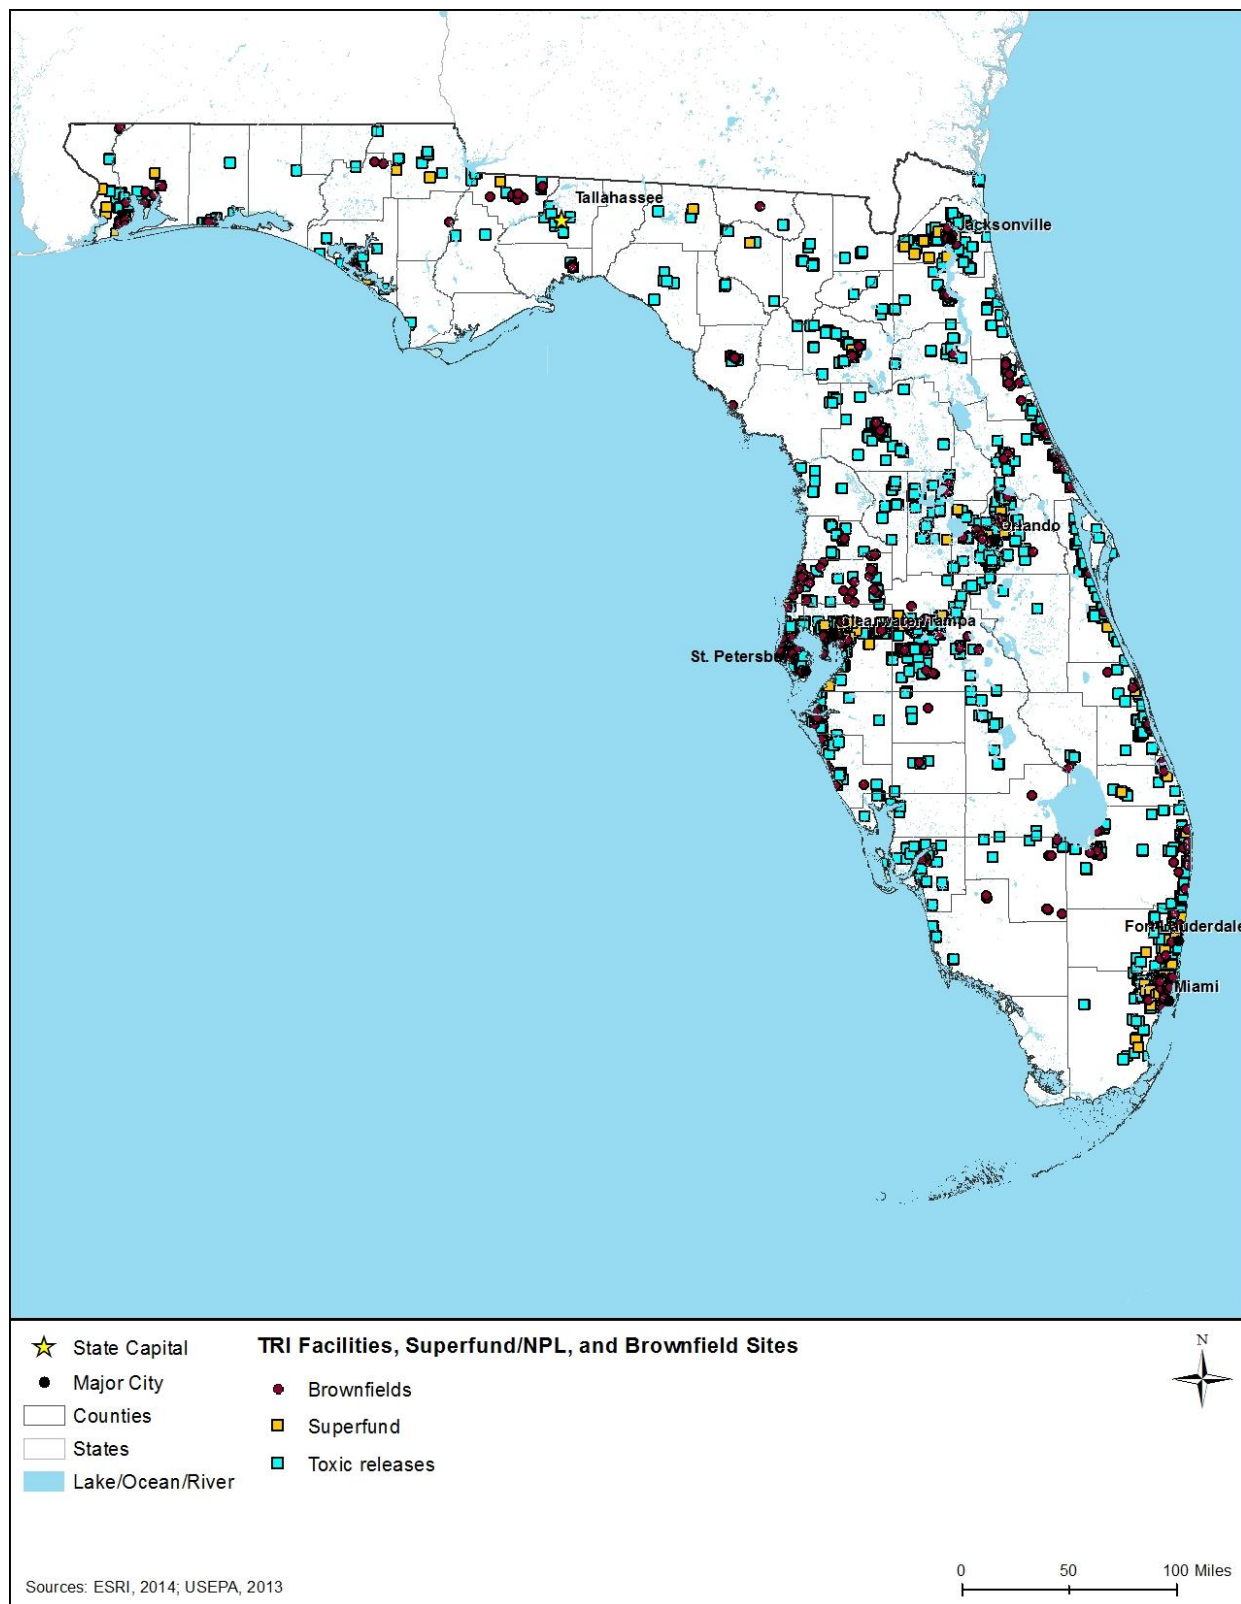 Tallahassee
Jacksonville
Orlando
Clearwater
Tampa
St. Petersbu
Fort Lauderdale
Miami
State Capital
Major City
Counties
States
Lake/Ocean/River
TRI Facilities, Superfund/NPL, and Brownfield Sites
Brownfields
Superfund
Toxic releases
N
Sources: ESRI, 2014; USEPA, 2013
0 50 100 Miles